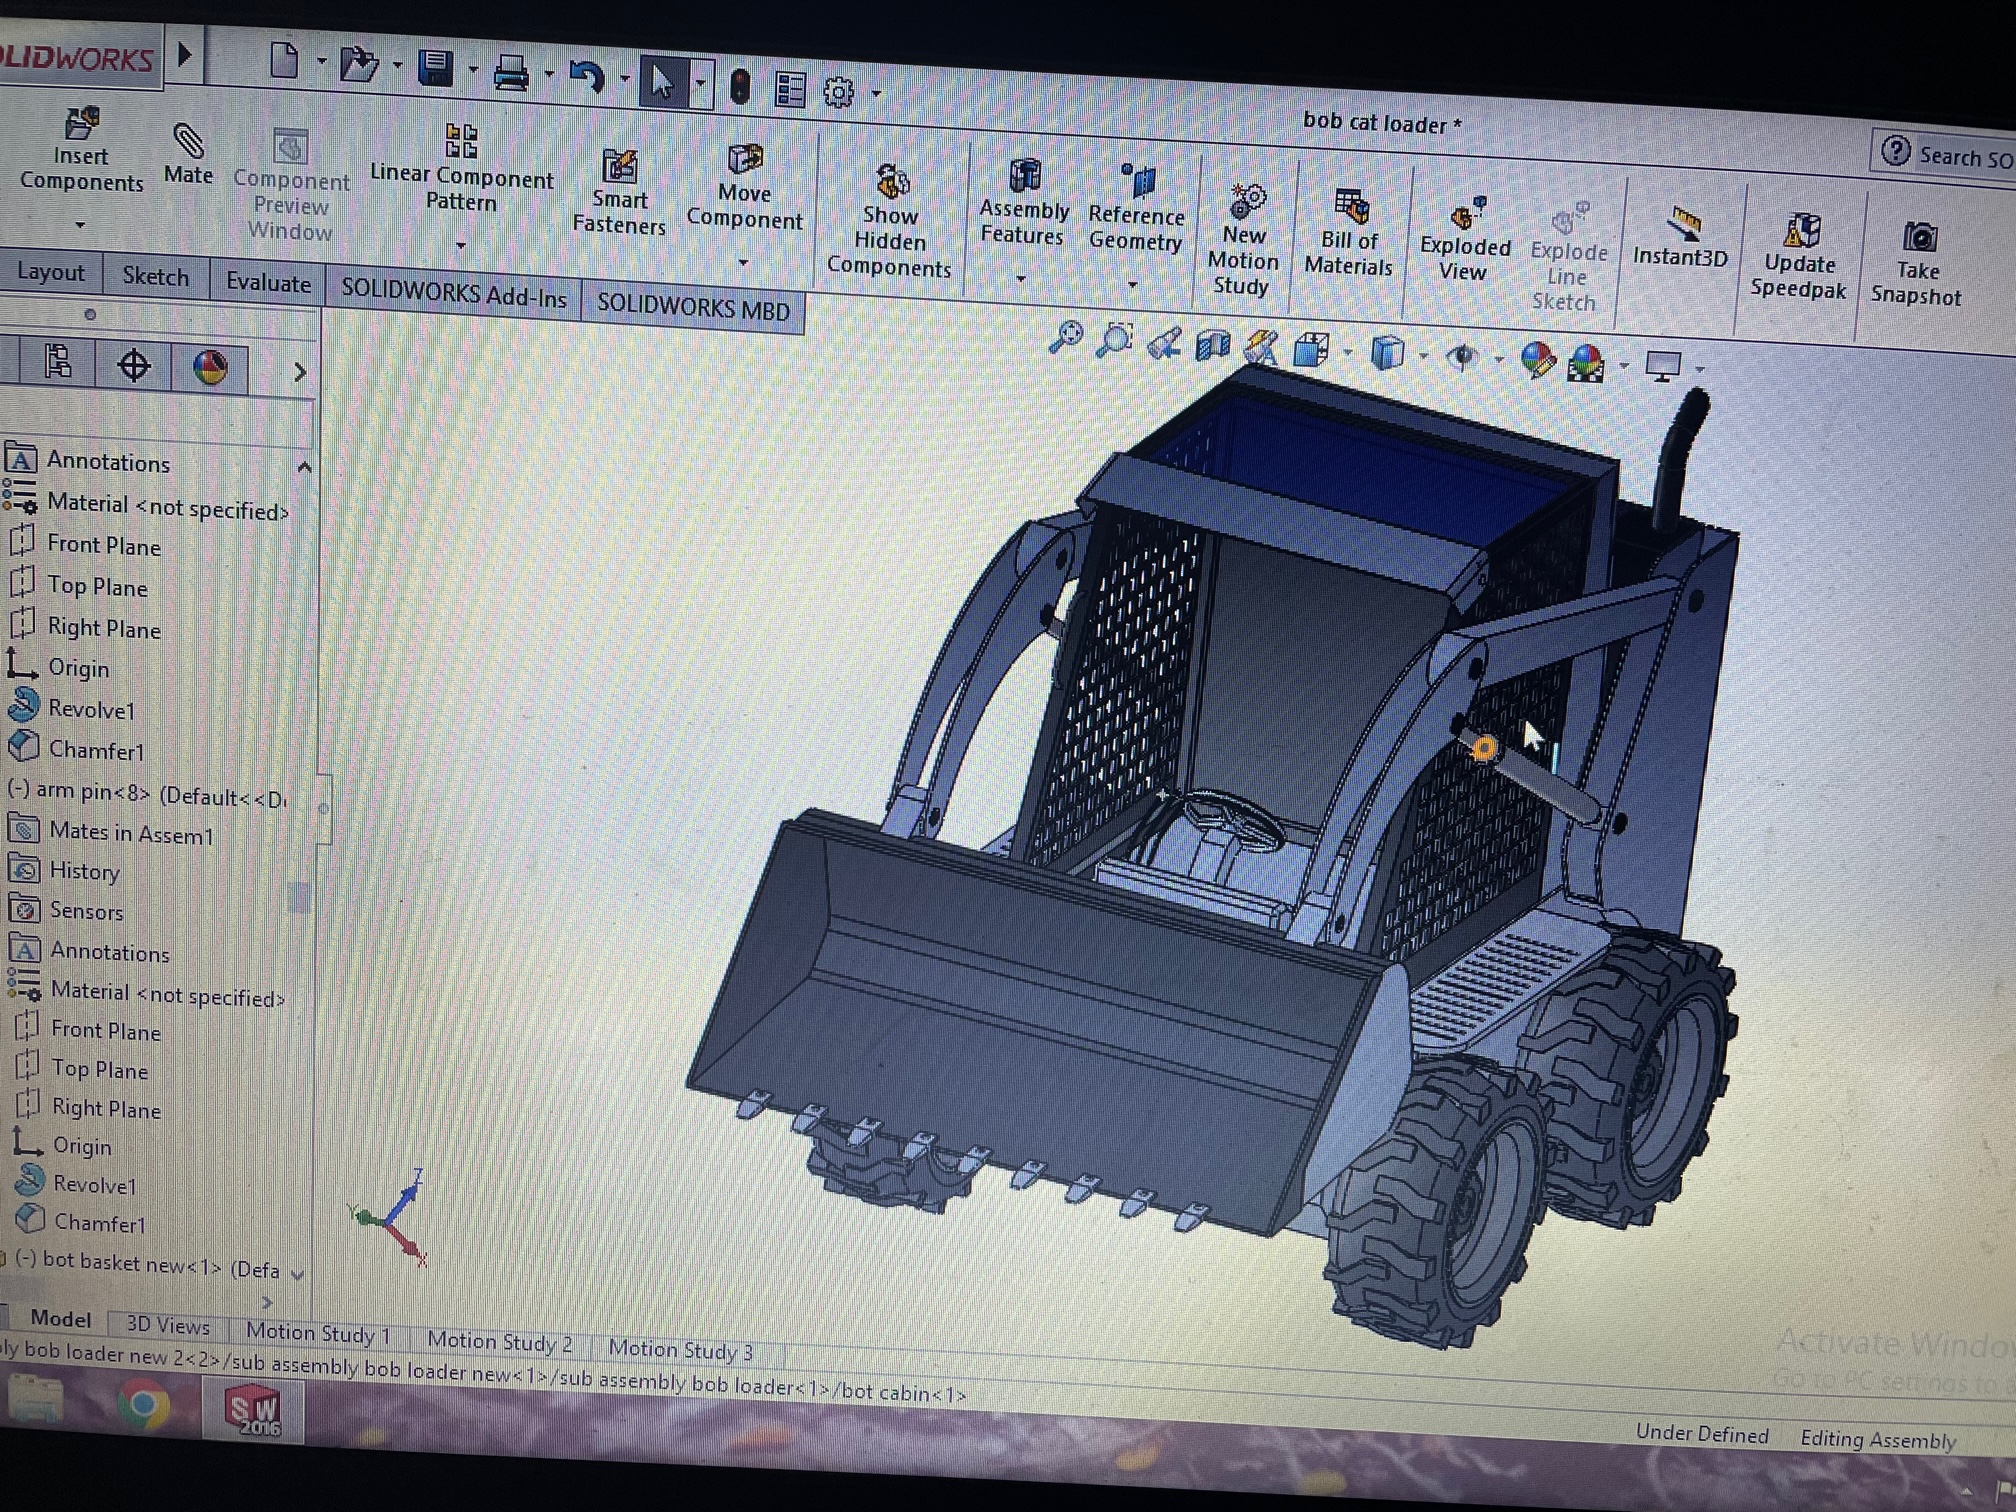 OLIDWORKS
bob cat loader *
Search SO
Insert
Components
Mate
Component
Preview
Window
Linear Component
Pattern
Smart
Fasteners
Move
Component
Show
Hidden
Components
Assembly
Features
Reference
Geometry
New
Motion
Study
Bill of
Materials
Exploded
View
Explode
Line
Sketch
Instant3D
Update
Speedpak
Take
Snapshot
Layout
Sketch
Evaluate
SOLIDWORKS Add-Ins
SOLIDWORKS MBD
Annotations
Material <not specified>
Front Plane
Top Plane
Right Plane
Origin
Revolve1
Chamfer1
(-) arm pin<8> (Default<<D
Mates in Assem1
History
Sensors
Annotations
Material <not specified>
Front Plane
Top Plane
Right Plane
Origin
Revolve1
Chamfer1
(-) bot basket new<1> (Defa
Z
Y
X
Model
3D Views
Motion Study 1
Motion Study 2
Motion Study 3
ly bob loader new 2<2>/sub assembly bob loader new<1>/sub assembly bob loader<1>/bot cabin<1>
Activate Windo
Go to PC settings to
Under Defined
Editing Assembly
SW
2016